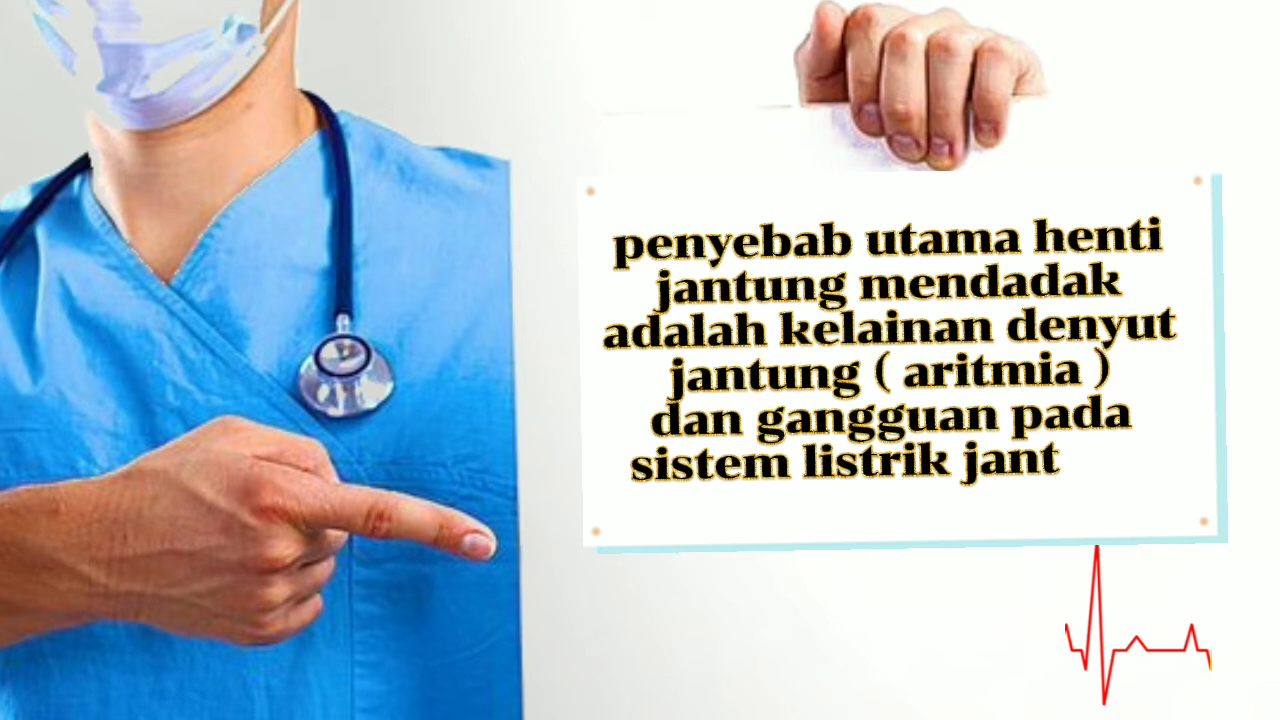 penyebab utama henti
jantung mendadak
adalah kelainan denyut
jantung ( aritmia )
dan gangguan pada
sistem listrik jant